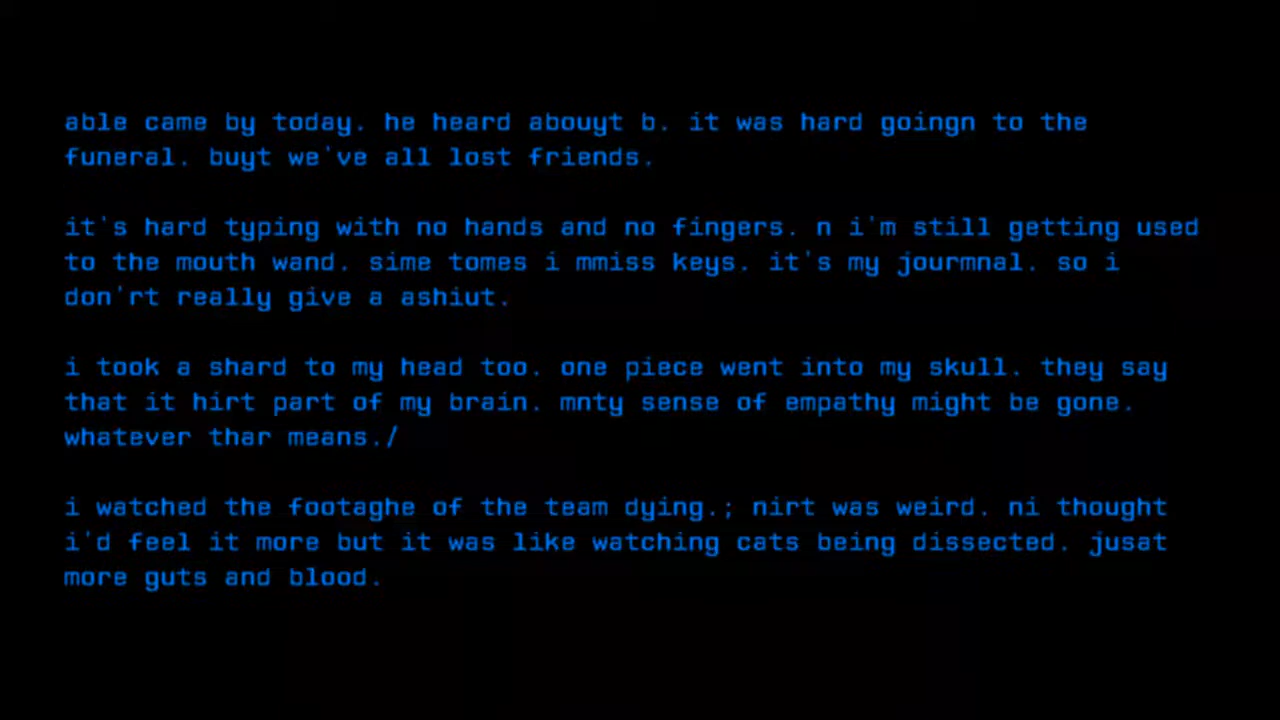 able came by today. he heard abouyt b. it was hard goingn to the
funeral. buyt we've all lost friends.
it's hard typing with no hands and no fingers. n i'm still getting used
to the mouth wand. sime tomes i mmiss keys. it's my jourmnal. so i
don'rt really give a ashiut.
i took a shard to my head too. one piece went into my skull. they say
that it hirt part of my brain. mnty sense of empathy might be gone.
whatever thar means./
i watched the footaghe of the team dying.; nirt was weird. ni thought
i'd feel it more but it was like watching cats being dissected. jusat
more guts and blood.